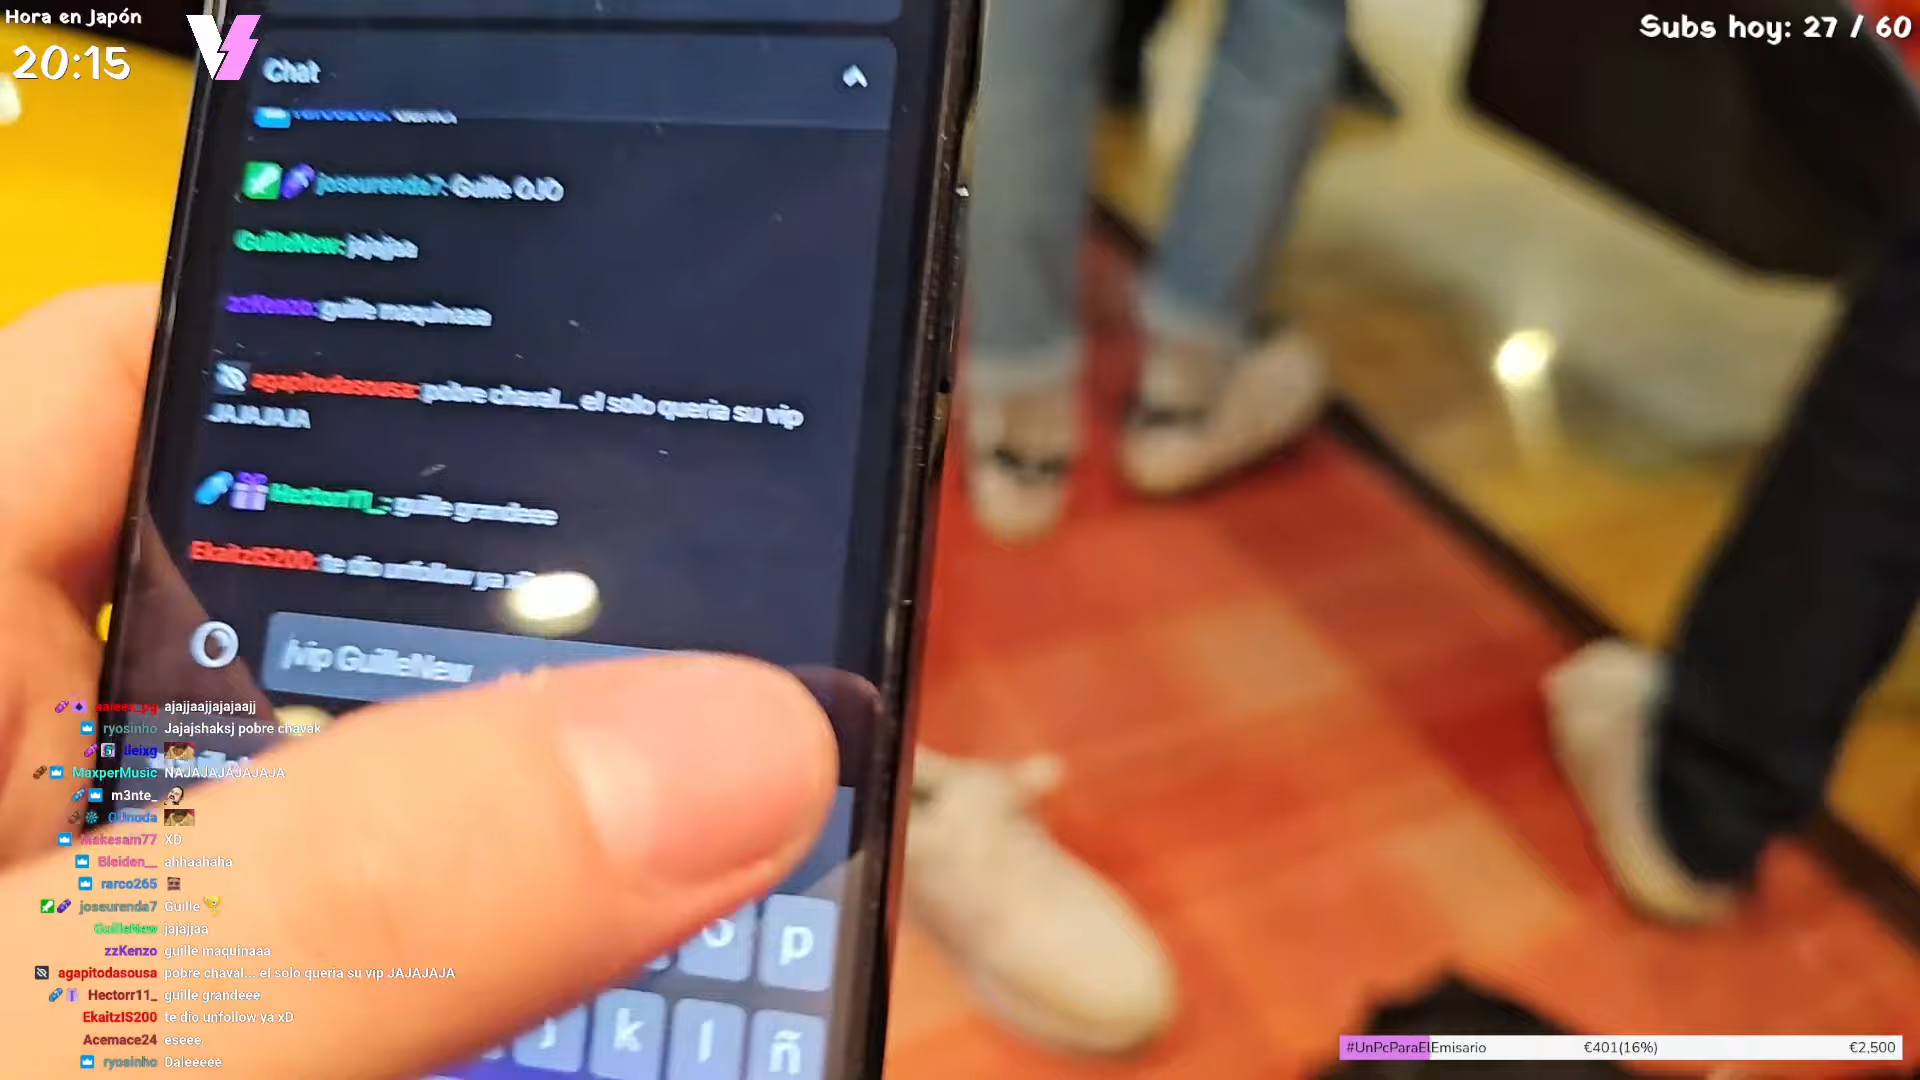 Hora en Japón
20:15
Subs hoy: 27 / 60
Chat
joseurenda7: Guille OJO
GuilleNew: jajajjaa
zzKenzo: guille maquinaaa
agapitodasousa: pobre chaval... el solo queria su vip
JAJAJAJA
Hectorr11_: guille grandeee
EkaitzIS200: te dio unfollow ya
/vip GuilleNew
o p
k l ñ
ajajjaajjajajaajj
ryosinho Jajajshaksj pobre chavak
lleixg
MaxperMusic NAJAJAJAJAJAJA
m3nte_
Makesam77 XD
Bleiden__ ahhaahaha
rarco265
joseurenda7 Guille
GuilleNew jajajjaa
zzKenzo guille maquinaaa
agapitodasousa pobre chaval... el solo queria su vip JAJAJAJA
Hectorr11_ guille grandeee
EkaitzIS200 te dio unfollow ya xD
Acemace24 eseee
ryosinho Daleeeee
#UnPcParaElEmisario €401(16%) €2,500